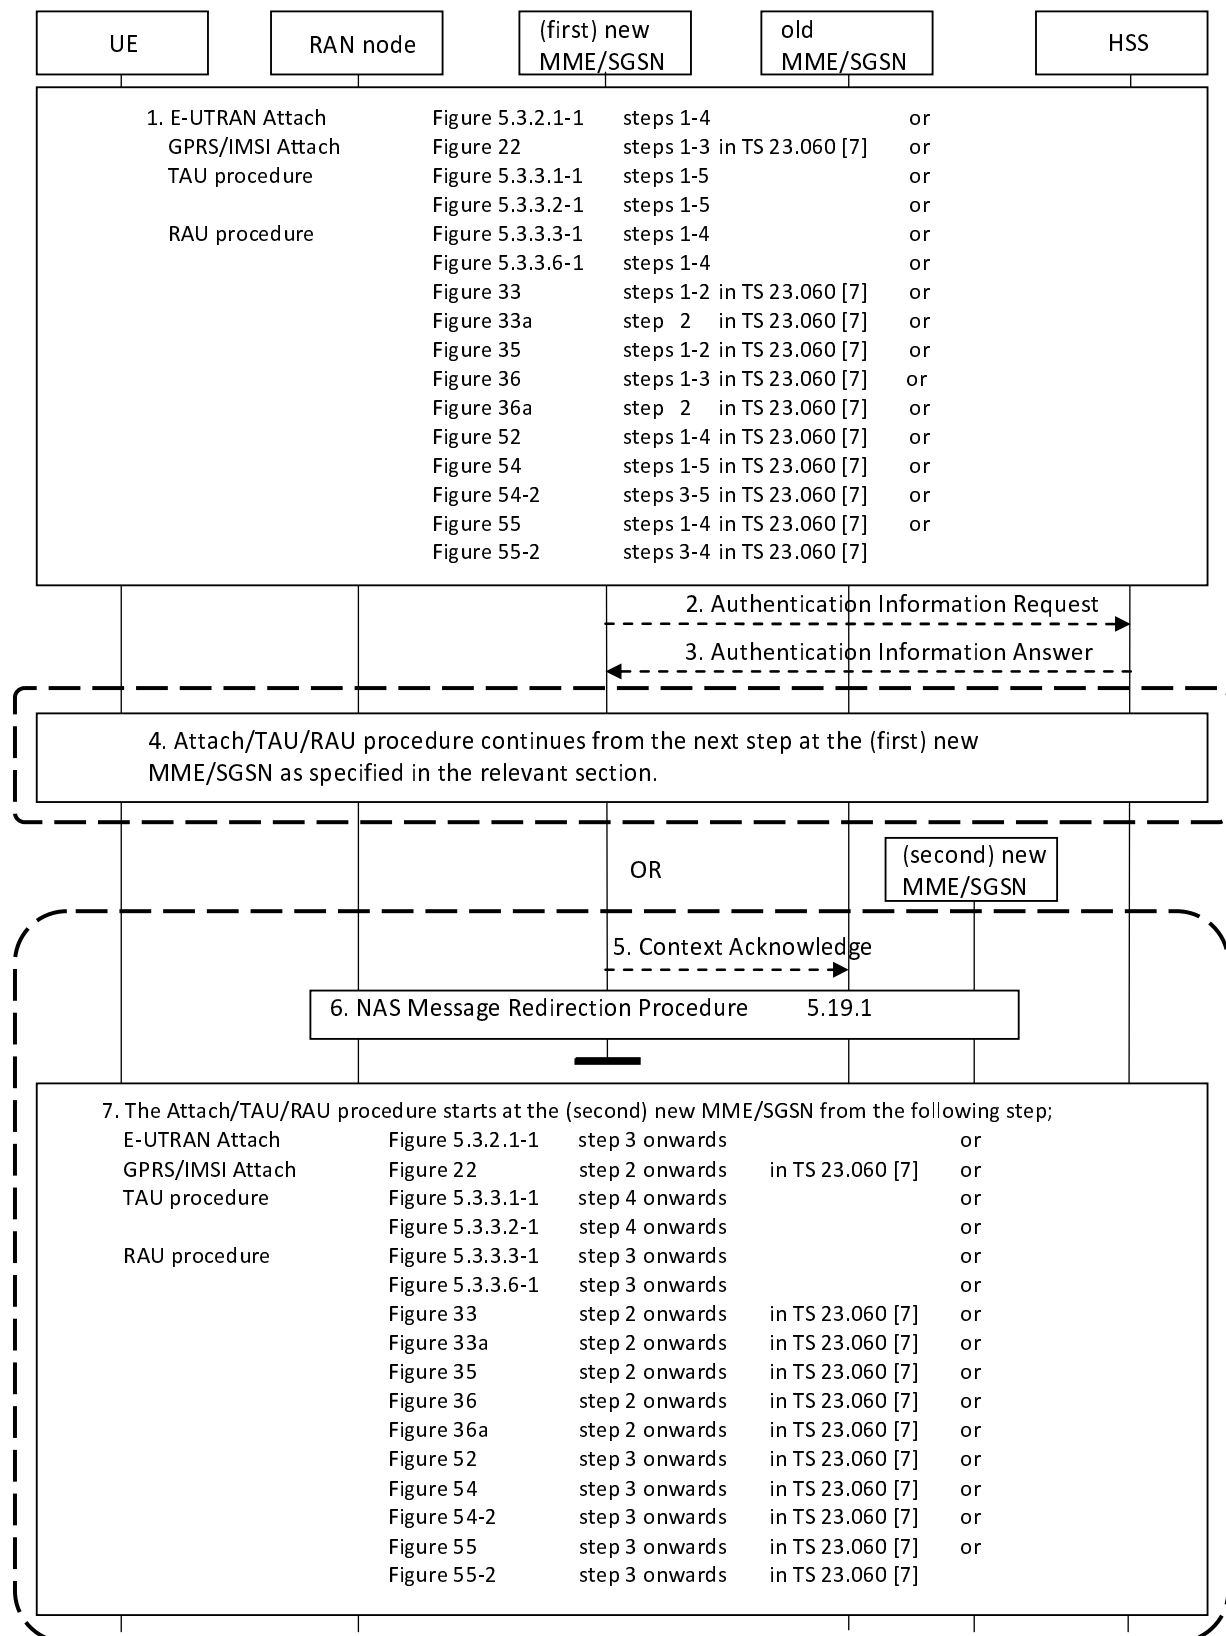 UE
RAN node
(first) new
MME/SGSN
old
MME/SGSN
HSS
1. E-UTRAN Attach Figure 5.3.2.1-1 steps 1-4 or
GPRS/IMSI Attach Figure 22 steps 1-3 in TS 23.060 [7] or
TAU procedure Figure 5.3.3.1-1 steps 1-5 or
Figure 5.3.3.2-1 steps 1-5 or
RAU procedure Figure 5.3.3.3-1 steps 1-4 or
Figure 5.3.3.6-1 steps 1-4 or
Figure 33 steps 1-2 in TS 23.060 [7] or
Figure 33a step 2 in TS 23.060 [7] or
Figure 35 steps 1-2 in TS 23.060 [7] or
Figure 36 steps 1-3 in TS 23.060 [7] or
Figure 36a step 2 in TS 23.060 [7] or
Figure 52 steps 1-4 in TS 23.060 [7] or
Figure 54 steps 1-5 in TS 23.060 [7] or
Figure 54-2 steps 3-5 in TS 23.060 [7] or
Figure 55 steps 1-4 in TS 23.060 [7] or
Figure 55-2 steps 3-4 in TS 23.060 [7]
2. Authentication Information Request
3. Authentication Information Answer
4. Attach/TAU/RAU procedure continues from the next step at the (first) new
MME/SGSN as specified in the relevant section.
OR
(second) new
MME/SGSN
5. Context Acknowledge
6. NAS Message Redirection Procedure 5.19.1
7. The Attach/TAU/RAU procedure starts at the (second) new MME/SGSN from the following step;
E-UTRAN Attach Figure 5.3.2.1-1 step 3 onwards or
GPRS/IMSI Attach Figure 22 step 2 onwards in TS 23.060 [7] or
TAU procedure Figure 5.3.3.1-1 step 4 onwards or
Figure 5.3.3.2-1 step 4 onwards or
RAU procedure Figure 5.3.3.3-1 step 3 onwards or
Figure 5.3.3.6-1 step 3 onwards or
Figure 33 step 2 onwards in TS 23.060 [7] or
Figure 33a step 2 onwards in TS 23.060 [7] or
Figure 35 step 2 onwards in TS 23.060 [7] or
Figure 36 step 2 onwards in TS 23.060 [7] or
Figure 36a step 2 onwards in TS 23.060 [7] or
Figure 52 step 3 onwards in TS 23.060 [7] or
Figure 54 step 3 onwards in TS 23.060 [7] or
Figure 54-2 step 3 onwards in TS 23.060 [7] or
Figure 55 step 3 onwards in TS 23.060 [7] or
Figure 55-2 step 3 onwards in TS 23.060 [7]